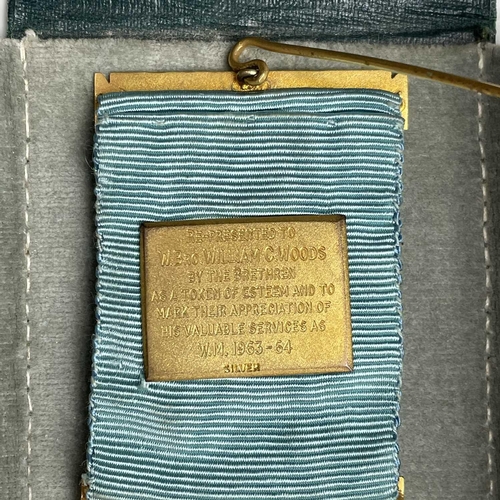 RE-PRESENTED TO
W. BRO WILLIAM C. WOODS
BY THE BRETHREN
AS A TOKEN OF ESTEEM AND TO
MARK THEIR APPRECIATION OF
HIS VALUABLE SERVICES AS
W.M. 1963-64
SILVER